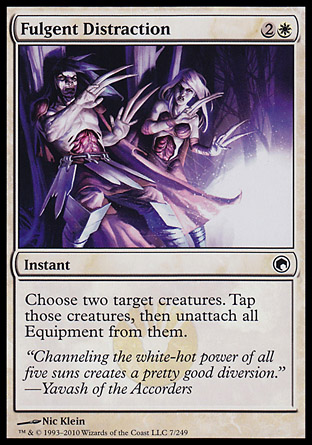 Fulgent Distraction 2
Instant
Choose two target creatures. Tap
those creatures, then unattach all
Equipment from them.
“Channeling the white-hot power of all
five suns creates a pretty good diversion.”
—Yavash of the Accorders
Nic Klein
™ & © 1993–2010 Wizards of the Coast LLC 7/249